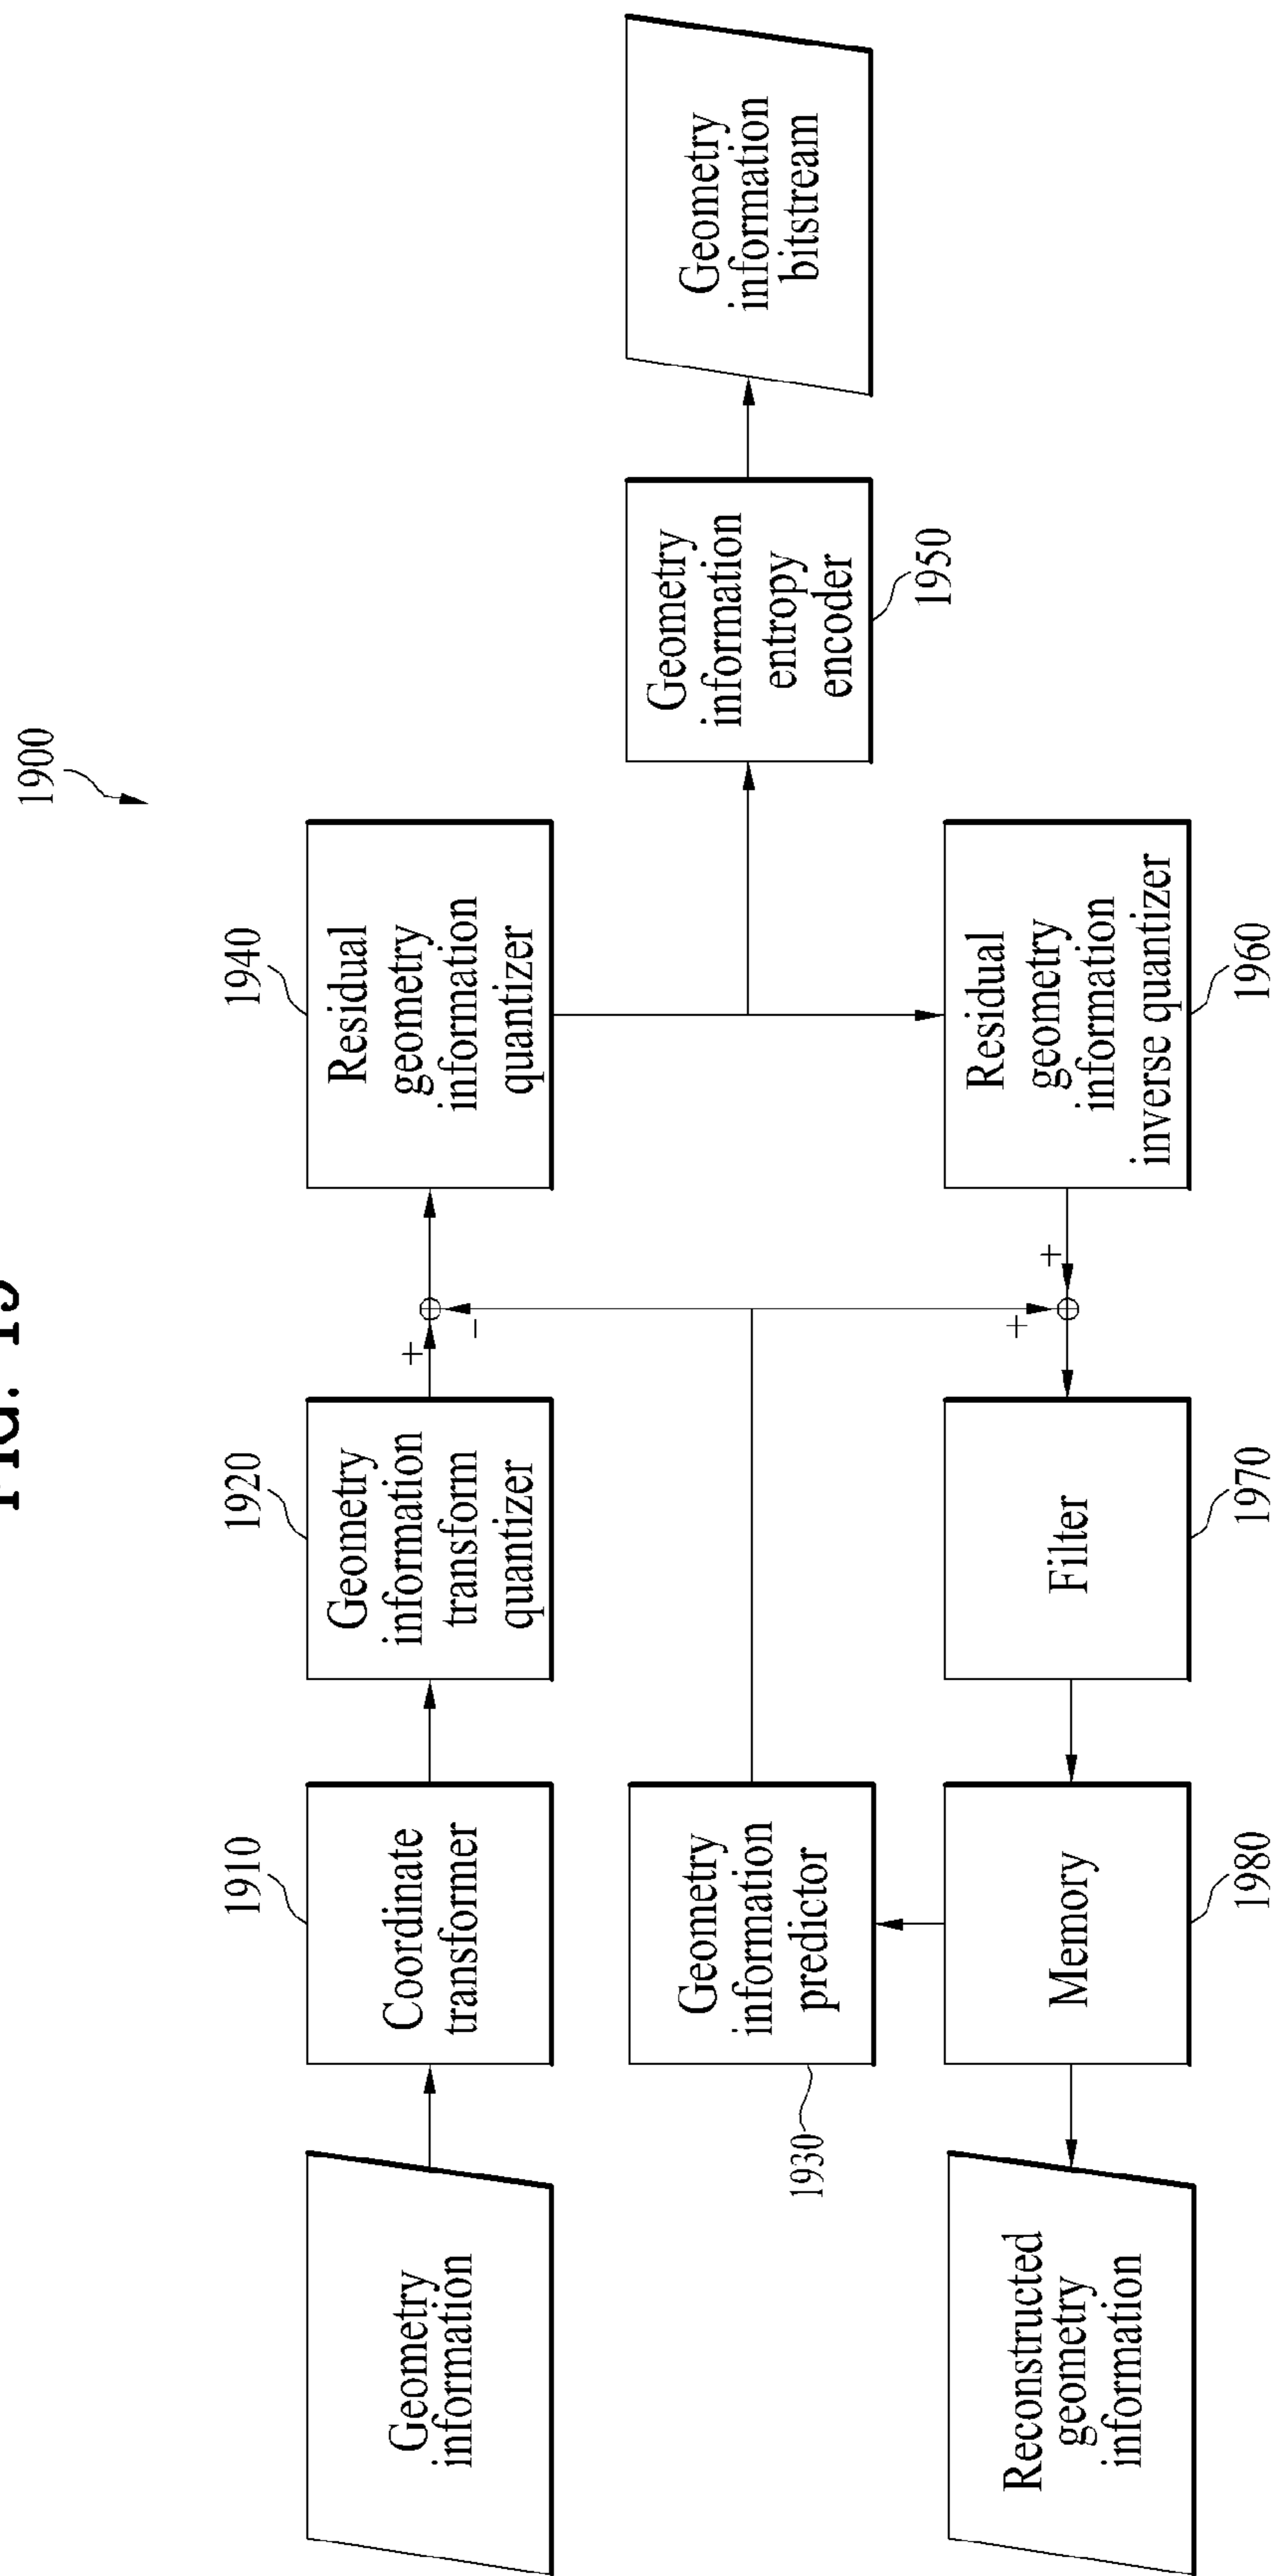 FIG. 19
1900
1910
1920
1940
Geometry
information
Coordinate
transformer
Geometry
information
transform
quantizer
+
-
Residual
geometry
information
quantizer
1930
Geometry
information
predictor
Geometry
information
entropy
encoder
1950
Geometry
information
bitstream
Reconstructed
geometry
information
Memory
1980
Filter
1970
+
+
Residual
geometry
information
inverse quantizer
1960